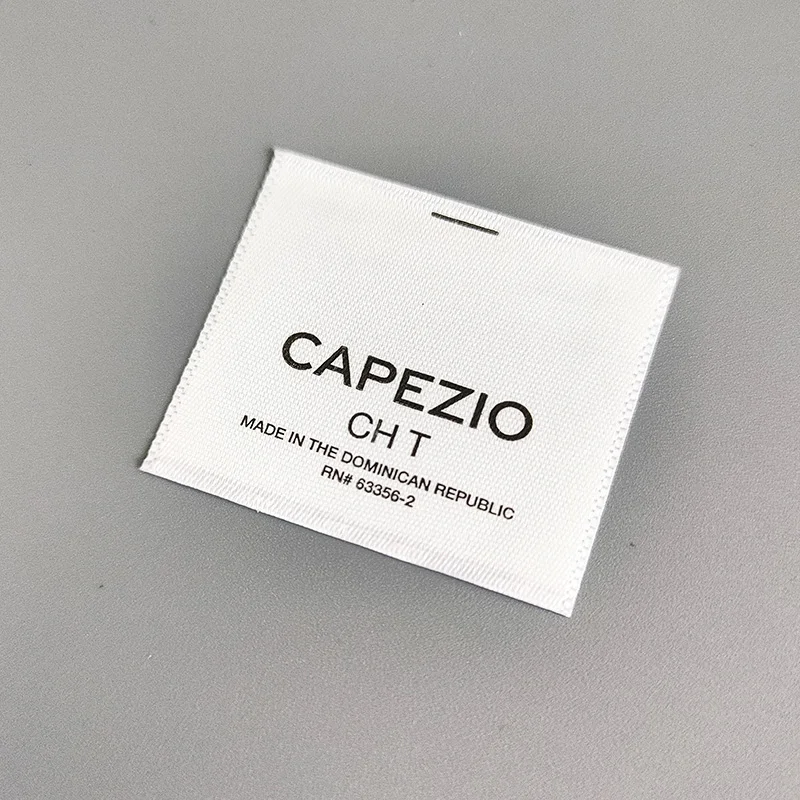 CAPEZIO
CH T
MADE IN THE DOMINICAN REPUBLIC
RN# 63356-2